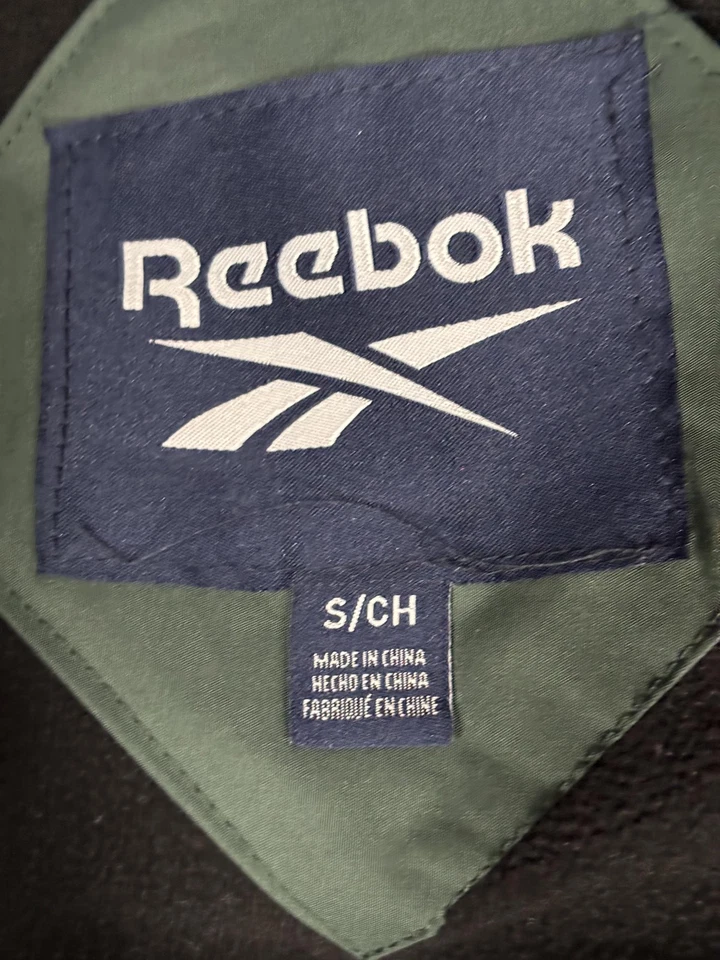 Reebok
S/CH
MADE IN CHINA
HECHO EN CHINA
FABRIQUÉ EN CHINE